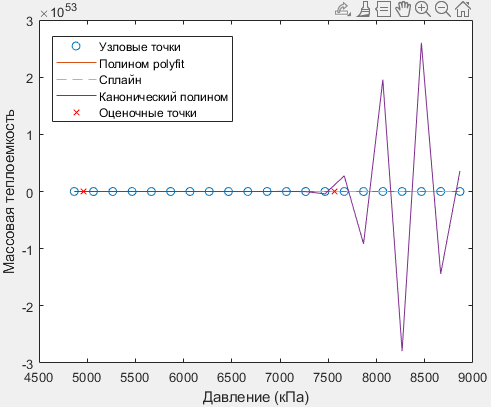 ×10^53
Узловые точки
Полином polyfit
Сплайн
Канонический полином
Оценочные точки
3
2
1
0
-1
-2
-3
Массовая теплоемкость
4500 5000 5500 6000 6500 7000 7500 8000 8500 9000
Давление (кПа)